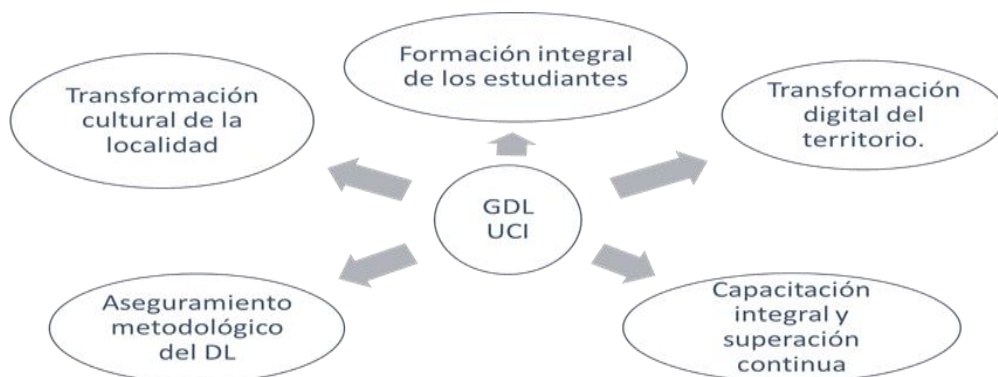 Formación integral
de los estudiantes
Transformación
cultural de la
localidad
Transformación
digital del
territorio.
GDL
UCI
Aseguramiento
metodológico
del DL
Capacitación
integral y
superación
continua